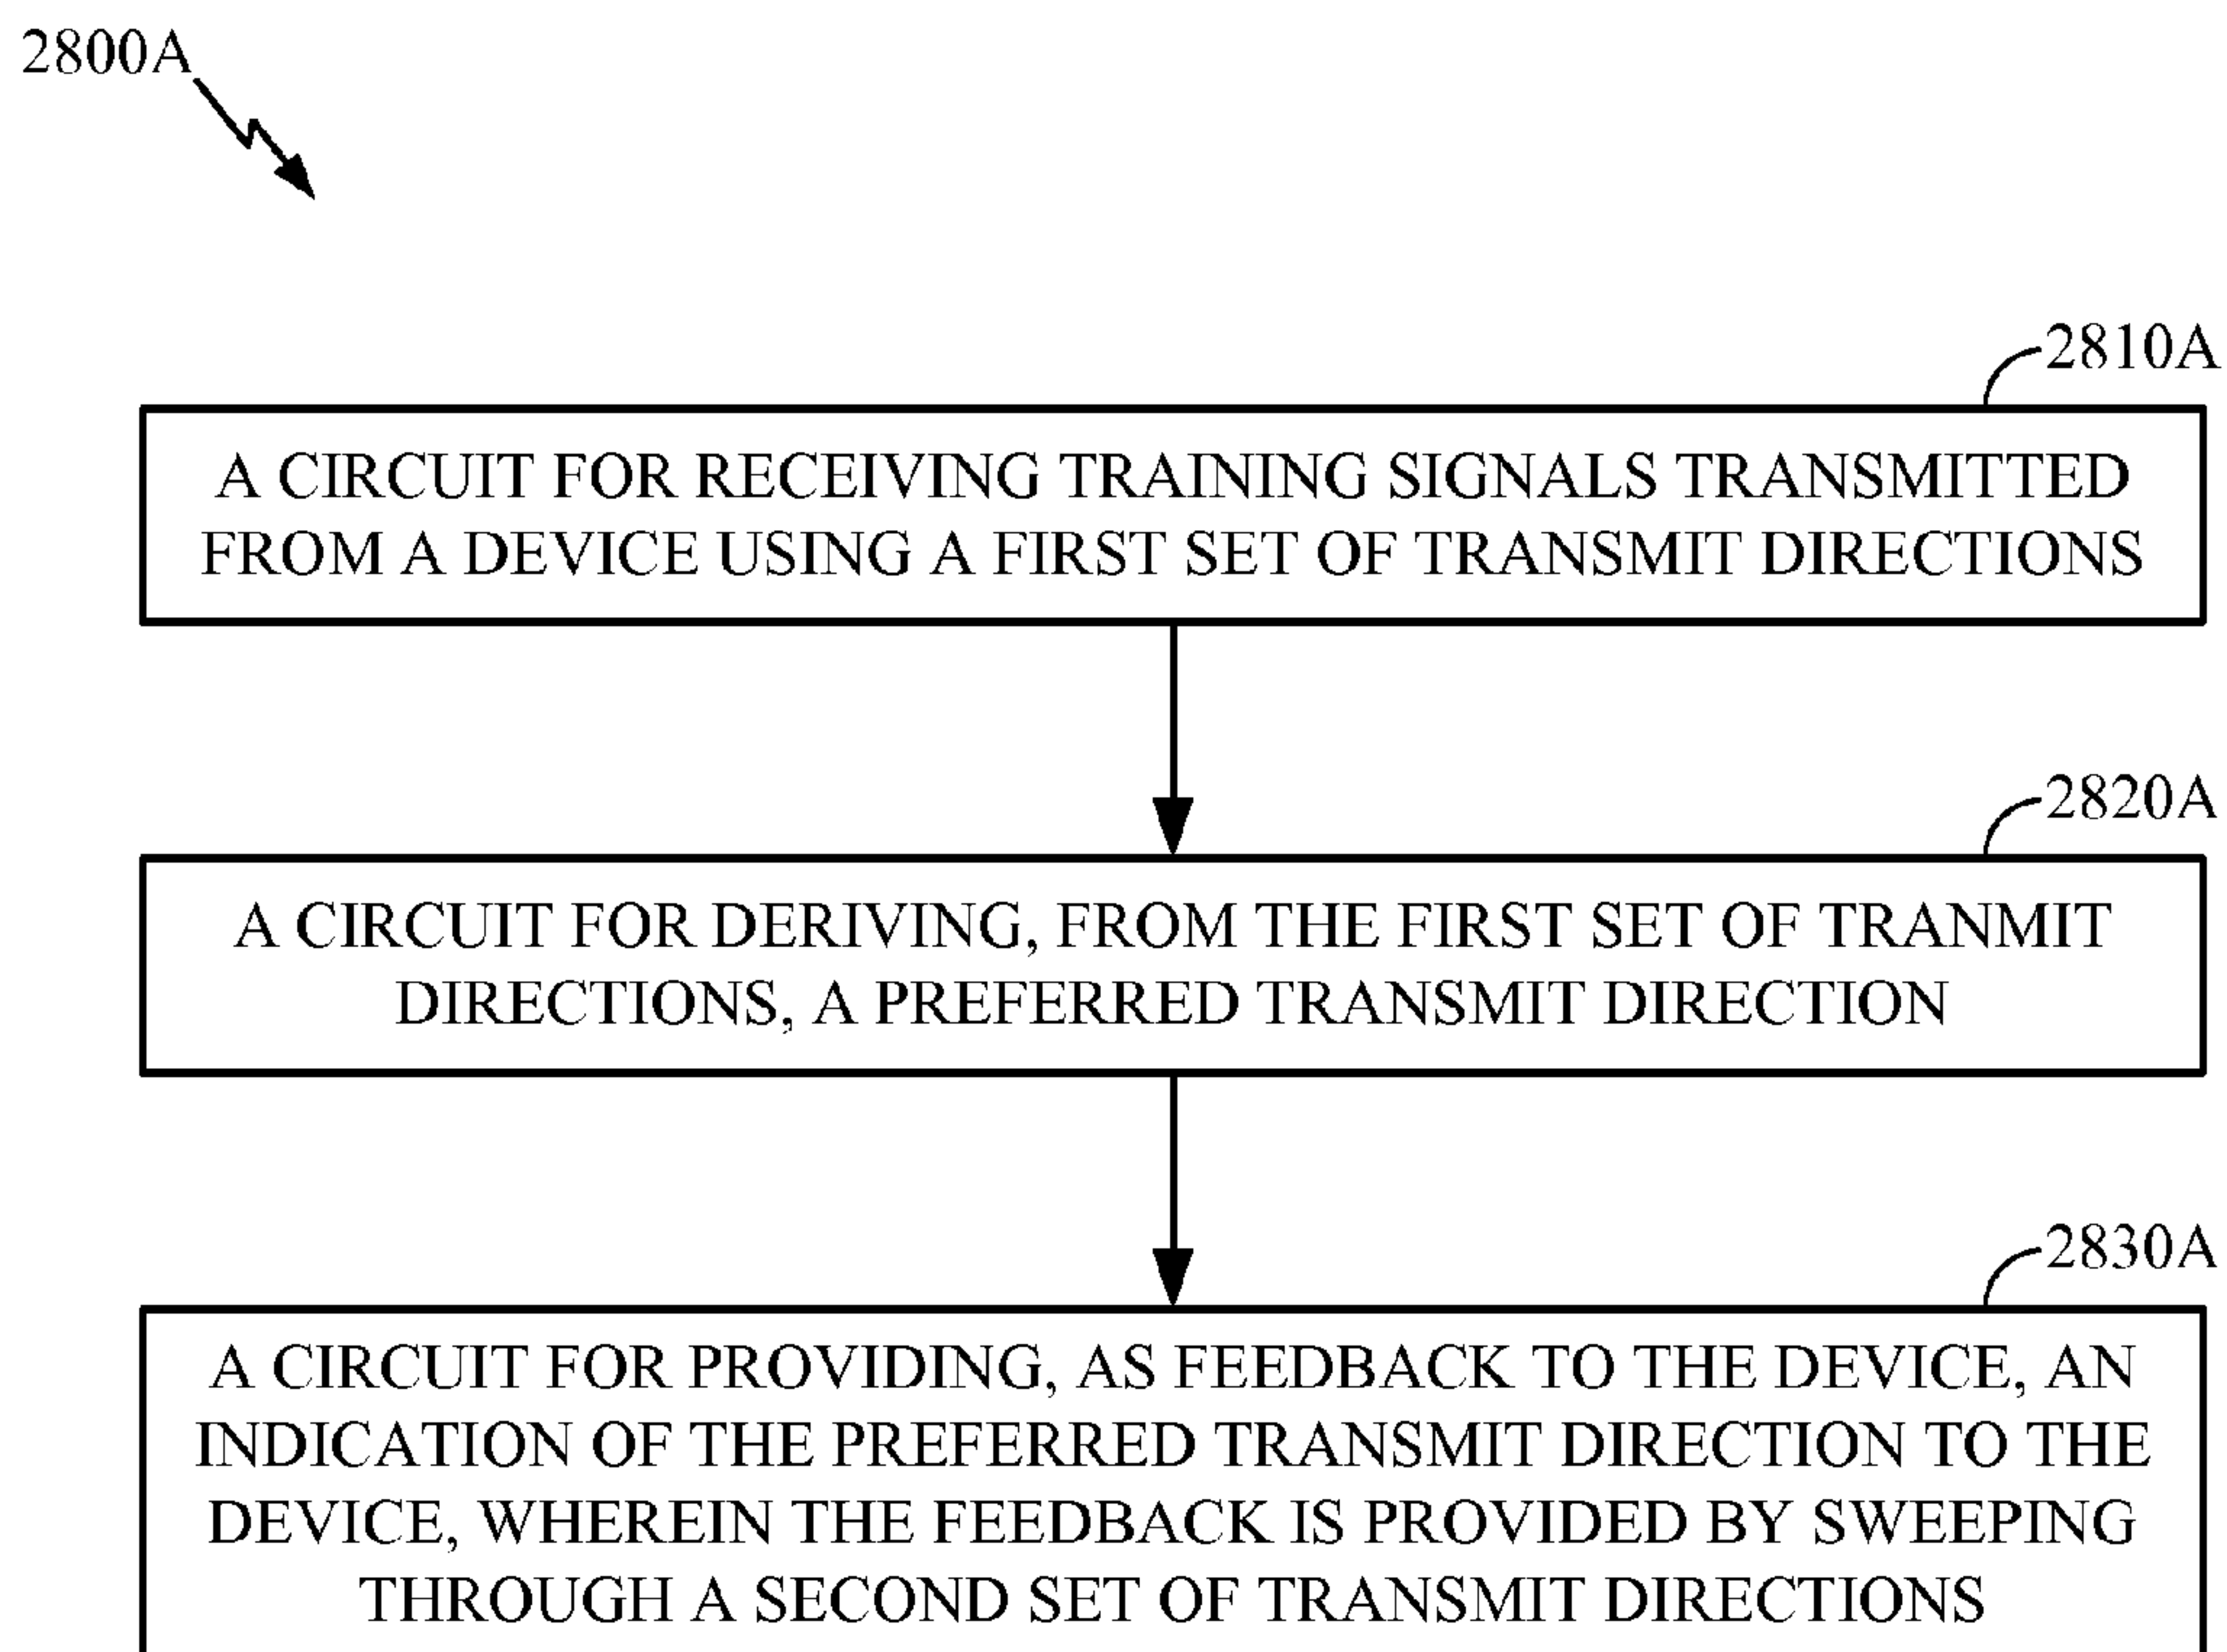 2800A
2810A
A CIRCUIT FOR RECEIVING TRAINING SIGNALS TRANSMITTED
FROM A DEVICE USING A FIRST SET OF TRANSMIT DIRECTIONS
2820A
A CIRCUIT FOR DERIVING, FROM THE FIRST SET OF TRANMIT
DIRECTIONS, A PREFERRED TRANSMIT DIRECTION
2830A
A CIRCUIT FOR PROVIDING, AS FEEDBACK TO THE DEVICE, AN
INDICATION OF THE PREFERRED TRANSMIT DIRECTION TO THE
DEVICE, WHEREIN THE FEEDBACK IS PROVIDED BY SWEEPING
THROUGH A SECOND SET OF TRANSMIT DIRECTIONS